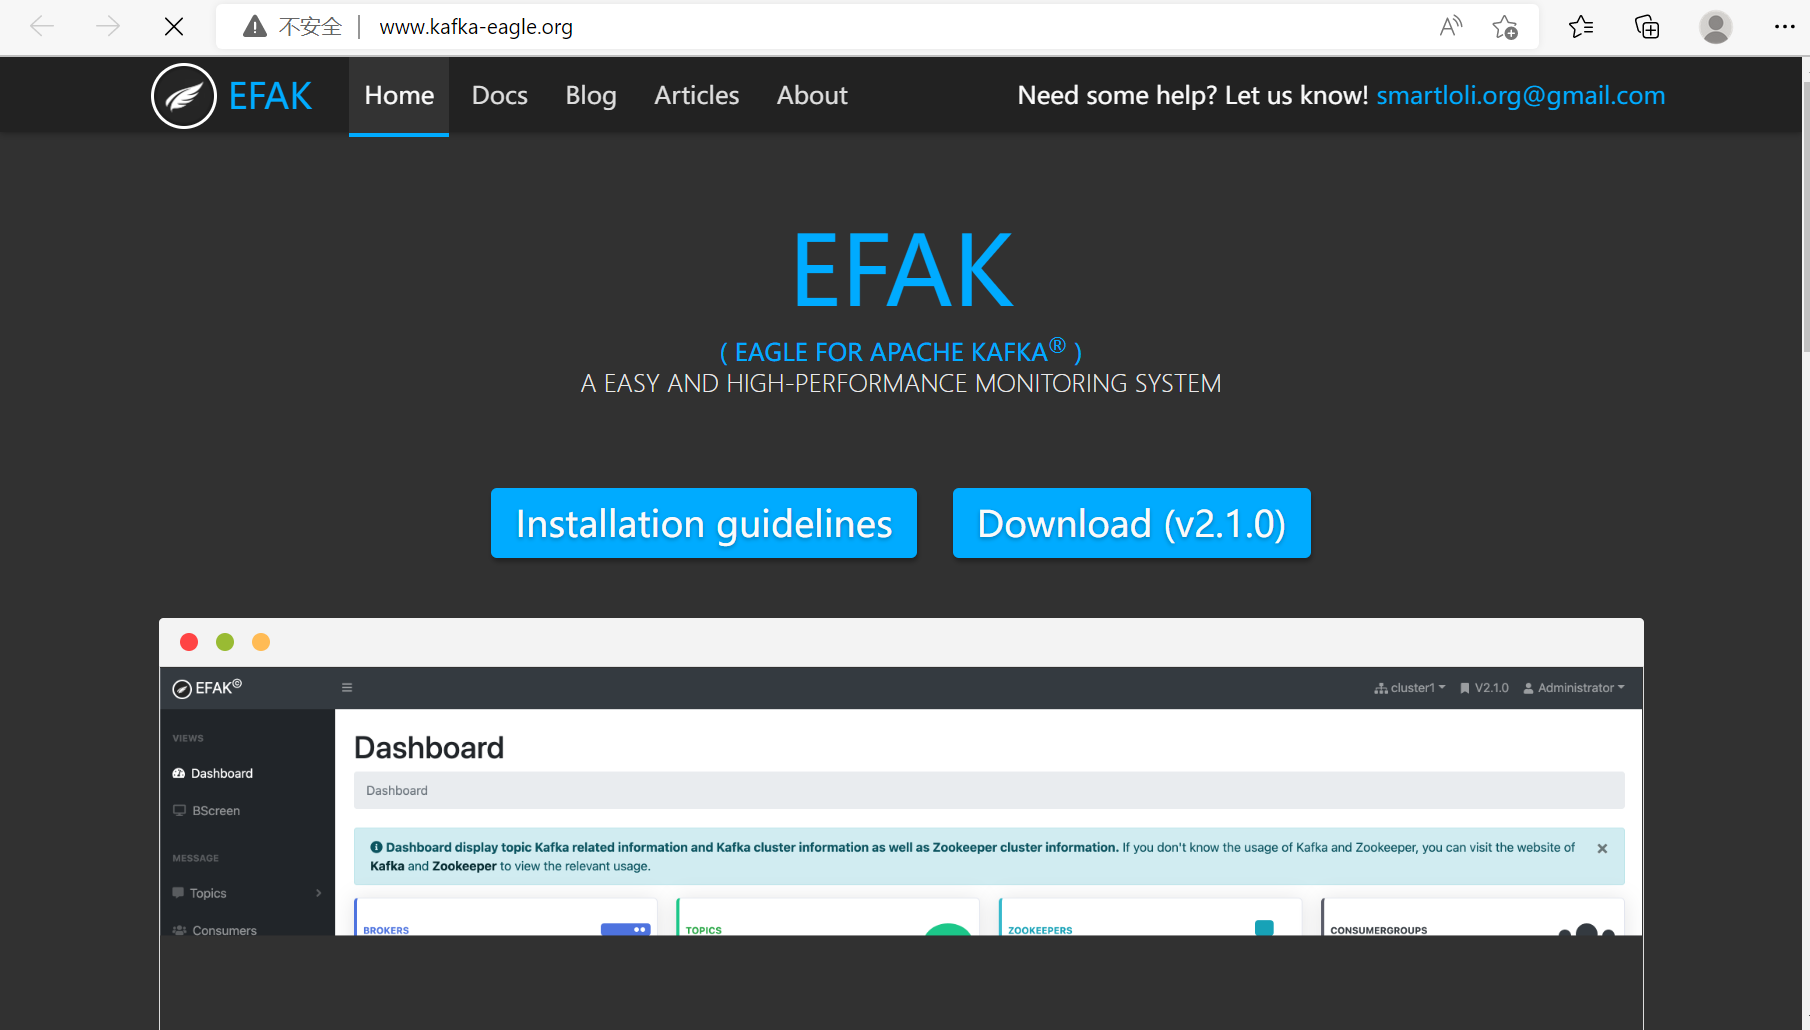 不安全 | www.kafka-eagle.org
EFAK Home Docs Blog Articles About Need some help? Let us know! smartloli.org@gmail.com
EFAK
( EAGLE FOR APACHE KAFKA® )
A EASY AND HIGH-PERFORMANCE MONITORING SYSTEM
Installation guidelines Download (v2.1.0)
EFAK© cluster1 V2.1.0 Administrator
VIEWS
Dashboard
Dashboard
Dashboard
BScreen
Dashboard display topic Kafka related information and Kafka cluster information as well as Zookeeper cluster information. If you don't know the usage of Kafka and Zookeeper, you can visit the website of
Kafka and Zookeeper to view the relevant usage.
MESSAGE
Topics
Consumers
BROKERS TOPICS ZOOKEEPERS CONSUMERGROUPS